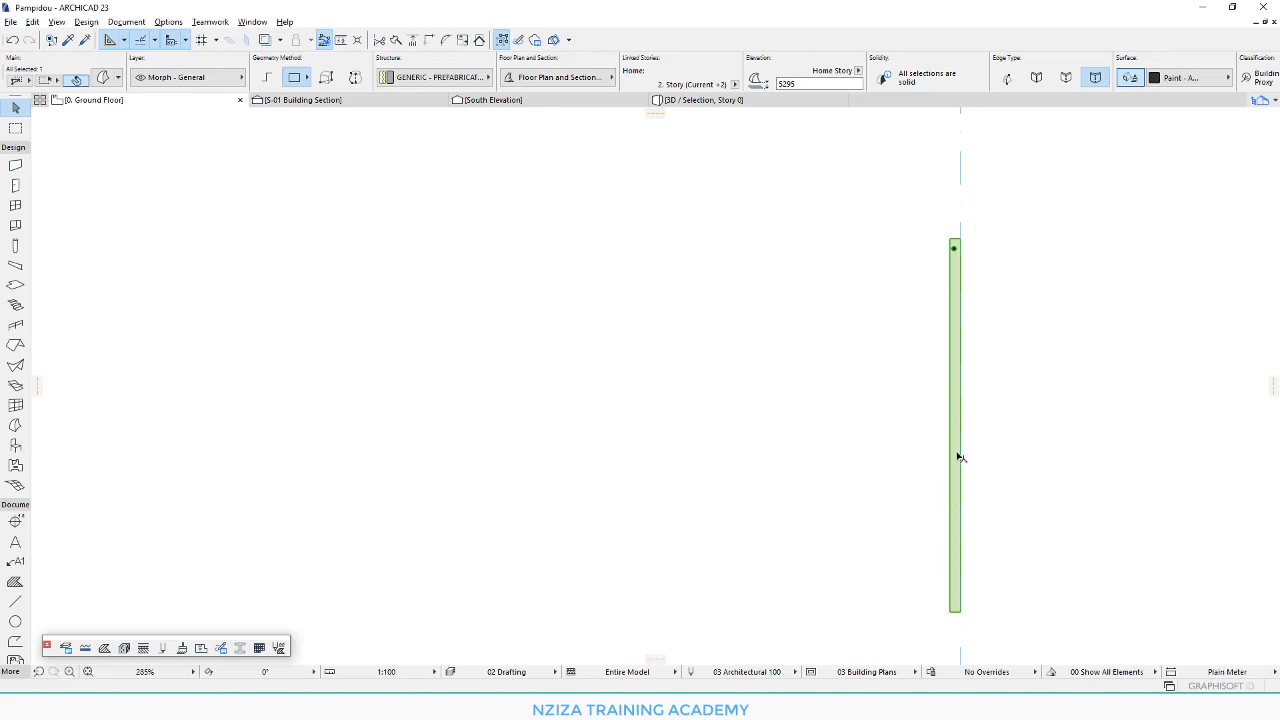 Pampidou - ARCHICAD 23
File Edit View Design Document Options Teamwork Window Help
Main:
All Selected: 1
Layer:
Morph - General
Geometry Method:
Structure:
GENERIC - PREFABRICAT...
Floor Plan and Section:
Floor Plan and Section...
Linked Stories:
Home:
2. Story (Current +2)
Elevation:
Home Story
5295
Solidity:
All selections are
solid
Edge Type:
Surface:
Paint - A...
Classification
Building
Proxy
[0. Ground Floor]
[S-01 Building Section]
[South Elevation]
[3D / Selection, Story 0]
Design
Docume
A
A1
More
285%
0°
1:100
02 Drafting
Entire Model
03 Architectural 100
03 Building Plans
No Overrides
00 Show All Elements
Plain Meter
GRAPHISOFT
NZIZA TRAINING ACADEMY